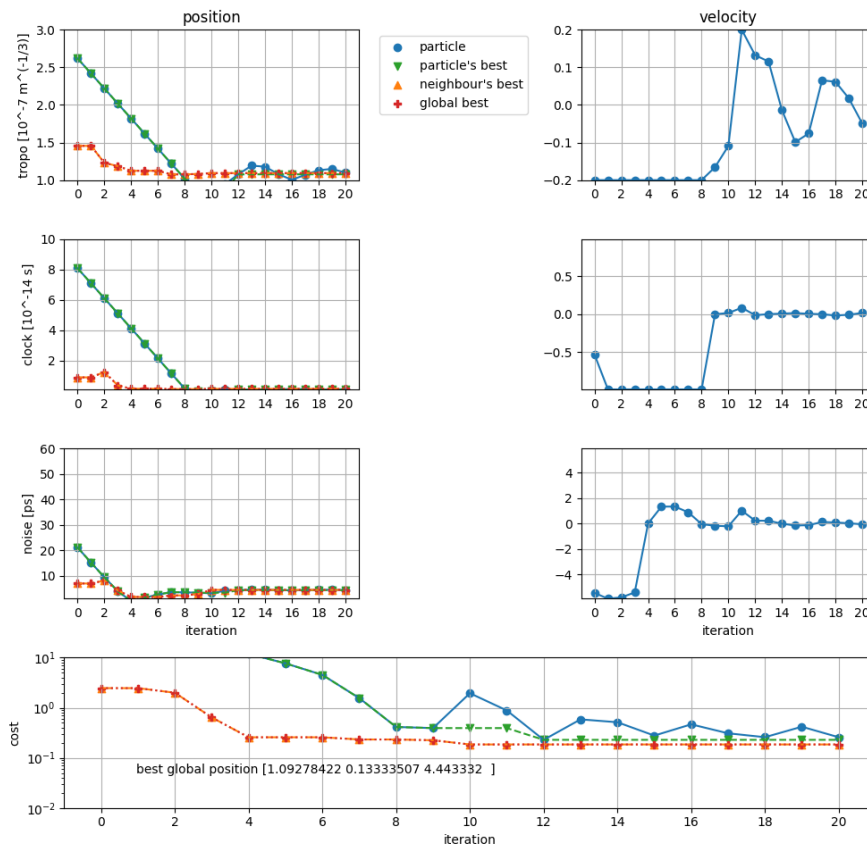 position
velocity
particle
particle's best
neighbour's best
global best
tropo [10^-7 m^(-1/3)]
3.0
2.5
2.0
1.5
1.0
0 2 4 6 8 10 12 14 16 18 20
0.2
0.1
0.0
−0.1
−0.2
0 2 4 6 8 10 12 14 16 18 20
clock [10^-14 s]
10
8
6
4
2
0 2 4 6 8 10 12 14 16 18 20
0.5
0.0
−0.5
0 2 4 6 8 10 12 14 16 18 20
noise [ps]
60
50
40
30
20
10
0 2 4 6 8 10 12 14 16 18 20
iteration
4
2
0
−2
−4
0 2 4 6 8 10 12 14 16 18 20
iteration
cost
10^1
10^0
10^−1
10^−2
best global position [1.09278422 0.13333507 4.443332 ]
0 2 4 6 8 10 12 14 16 18 20
iteration